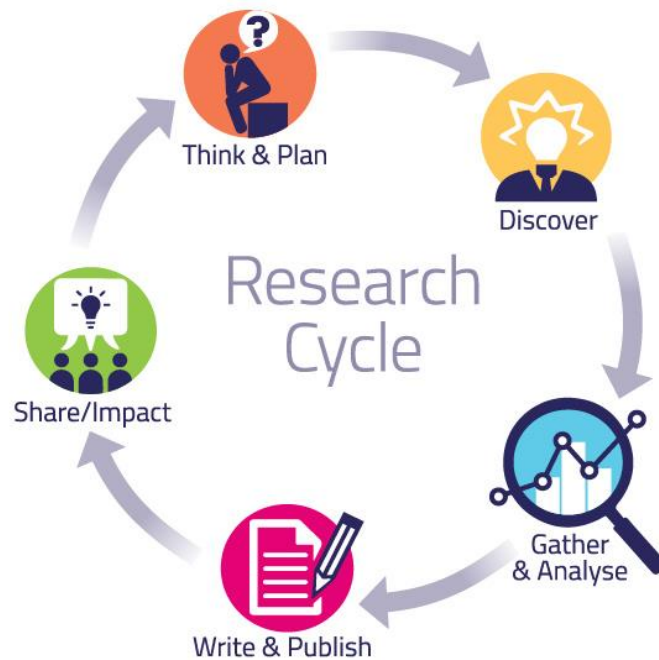 ?
Think & Plan
Discover
Research
Cycle
Share/Impact
Gather
& Analyse
Write & Publish